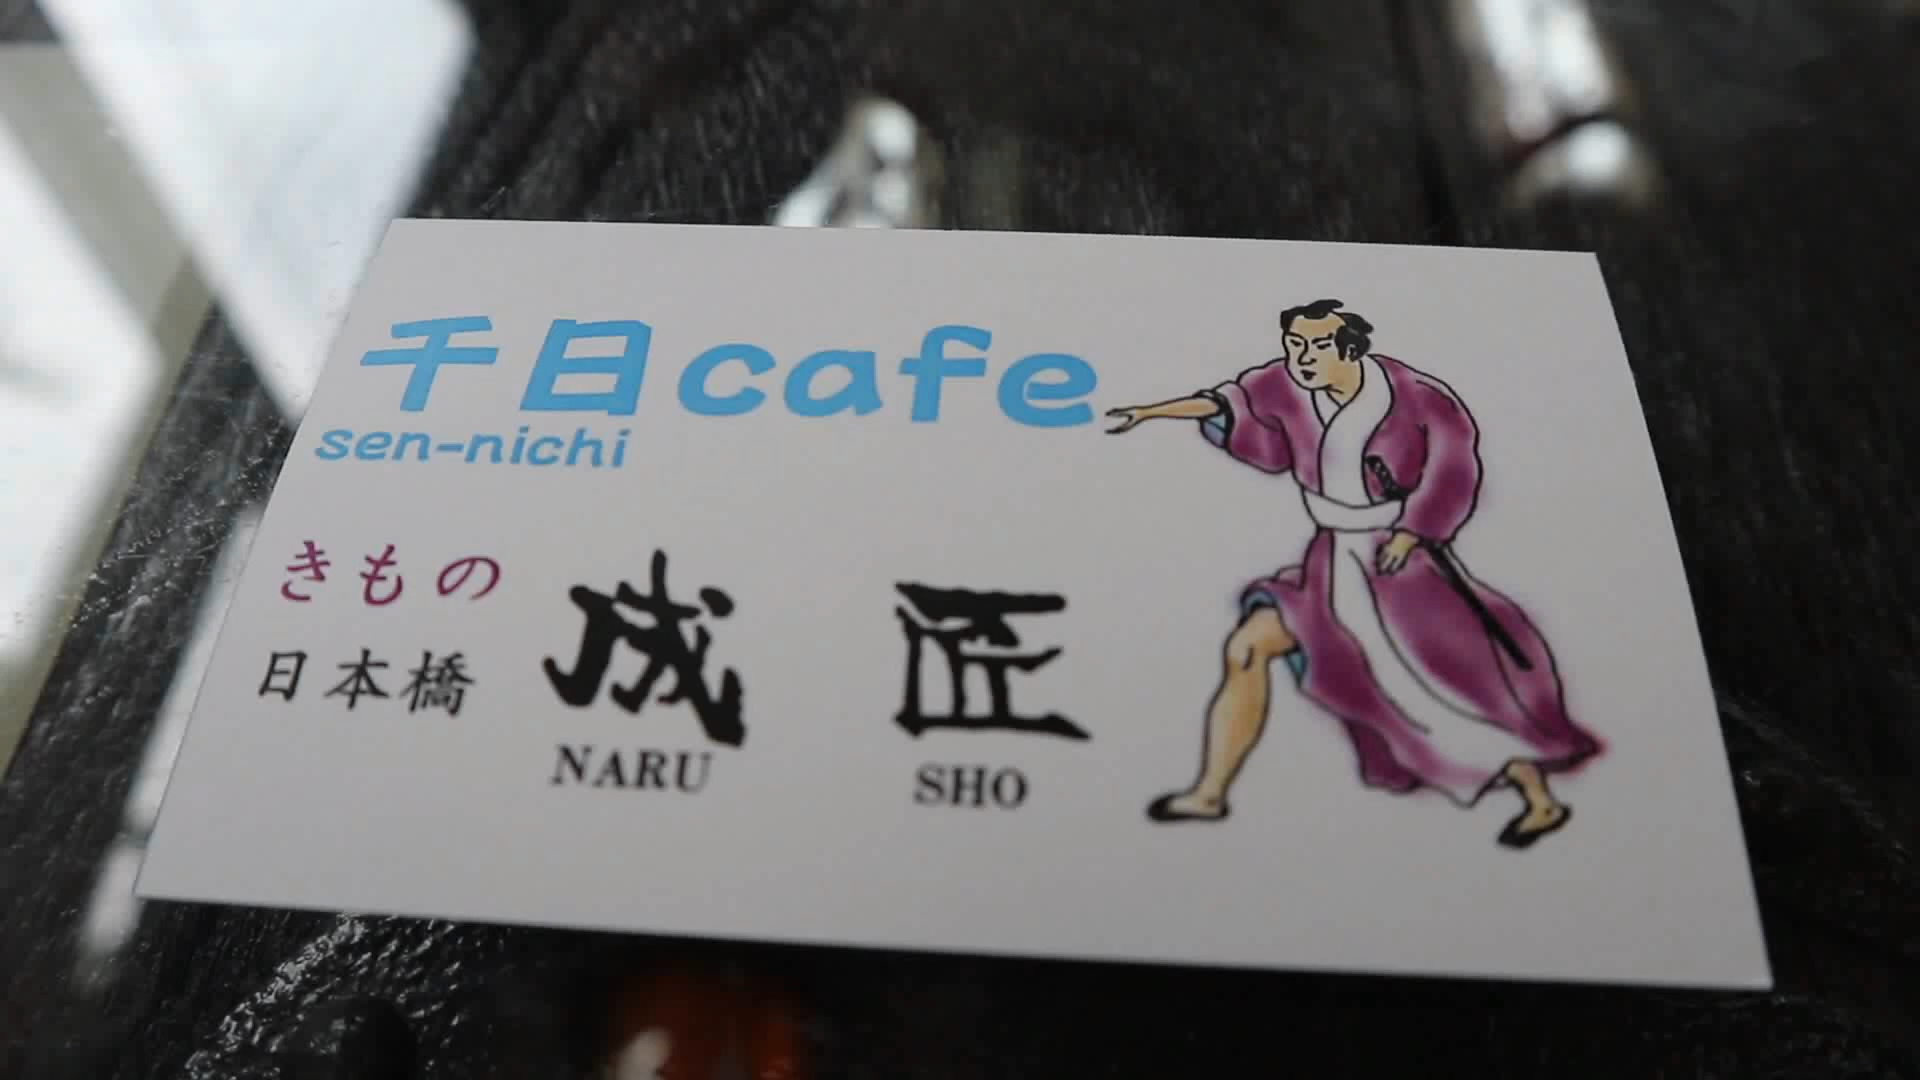 千日cafe
sen-nichi
きもの
日本橋
成 匠
NARU SHO